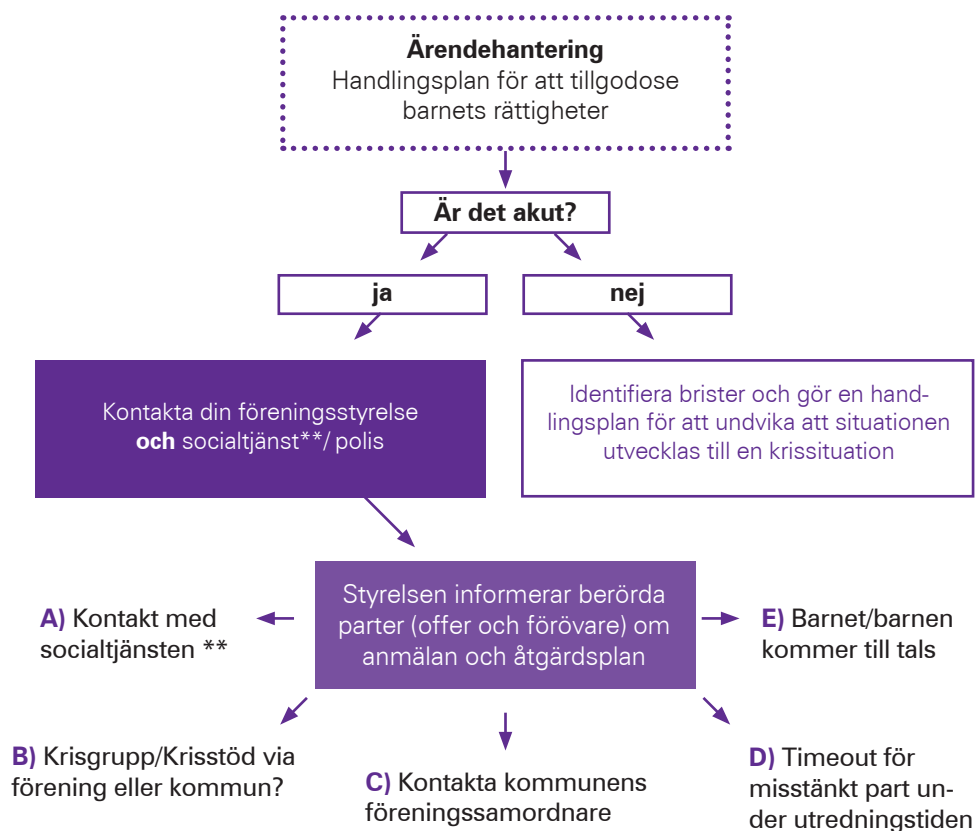 Ärendehantering
Handlingsplan för att tillgodose
barnets rättigheter
Är det akut?
ja
nej
Kontakta din föreningsstyrelse
och socialtjänst**/ polis
Identifiera brister och gör en hand-
lingsplan för att undvika att situationen
utvecklas till en krissituation
Styrelsen informerar berörda
parter (offer och förövare) om
anmälan och åtgärdsplan
A) Kontakt med
socialtjänsten **
B) Krisgrupp/Krisstöd via
förening eller kommun?
C) Kontakta kommunens
föreningssamordnare
D) Timeout för
misstänkt part un-
der utredningstiden
E) Barnet/barnen
kommer till tals